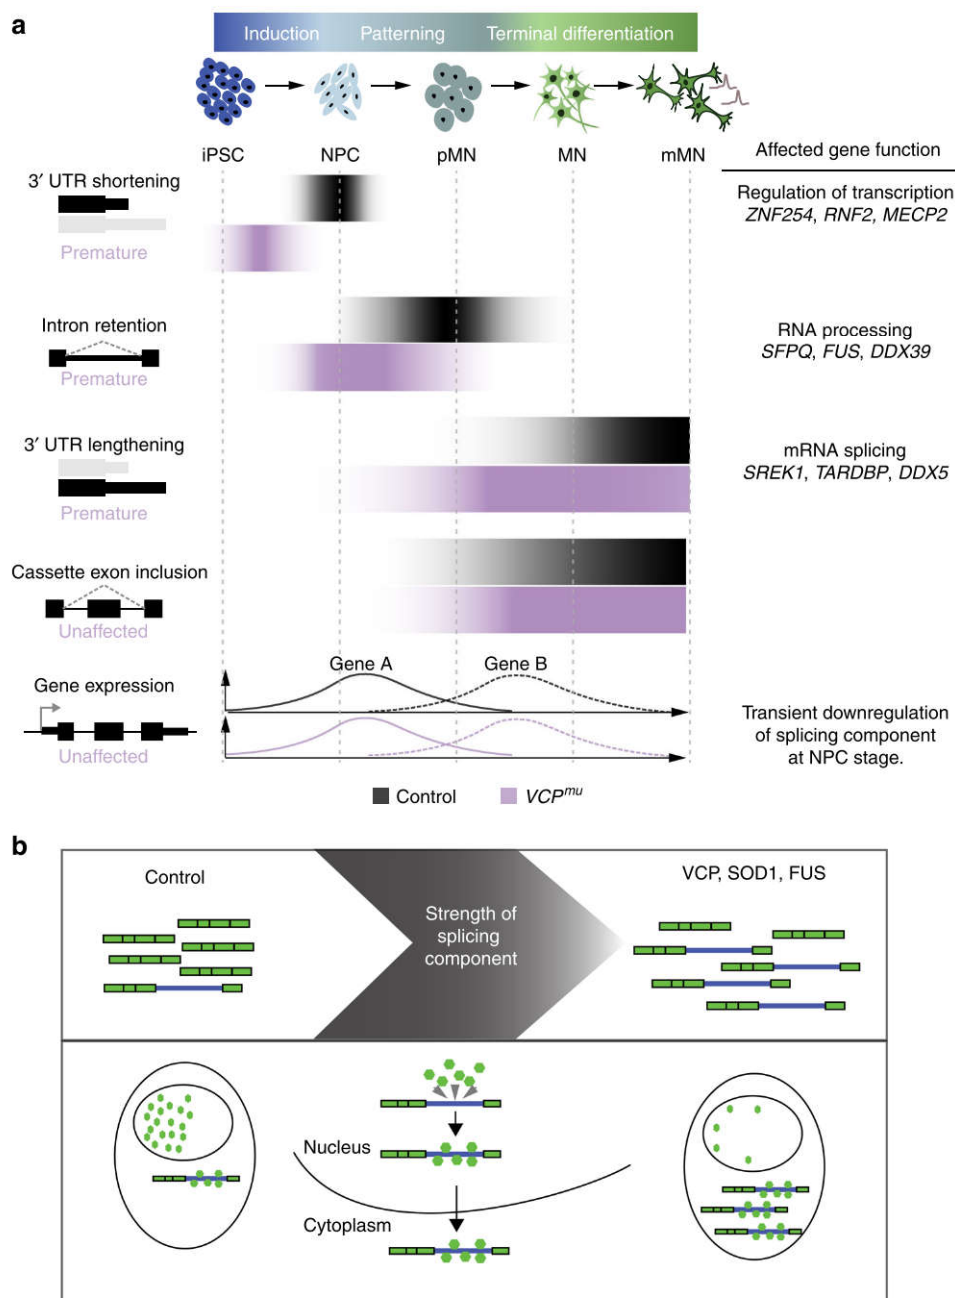 a
Induction Patterning Terminal differentiation
iPSC NPC pMN MN mMN
Affected gene function
3′ UTR shortening
Premature
Regulation of transcription
ZNF254, RNF2, MECP2
Intron retention
Premature
RNA processing
SFPQ, FUS, DDX39
3′ UTR lengthening
Premature
mRNA splicing
SREK1, TARDBP, DDX5
Cassette exon inclusion
Unaffected
Gene expression
Unaffected
Gene A Gene B
Transient downregulation
of splicing component
at NPC stage.
Control VCPmu
b
Control
Strength of
splicing
component
VCP, SOD1, FUS
Nucleus
Cytoplasm